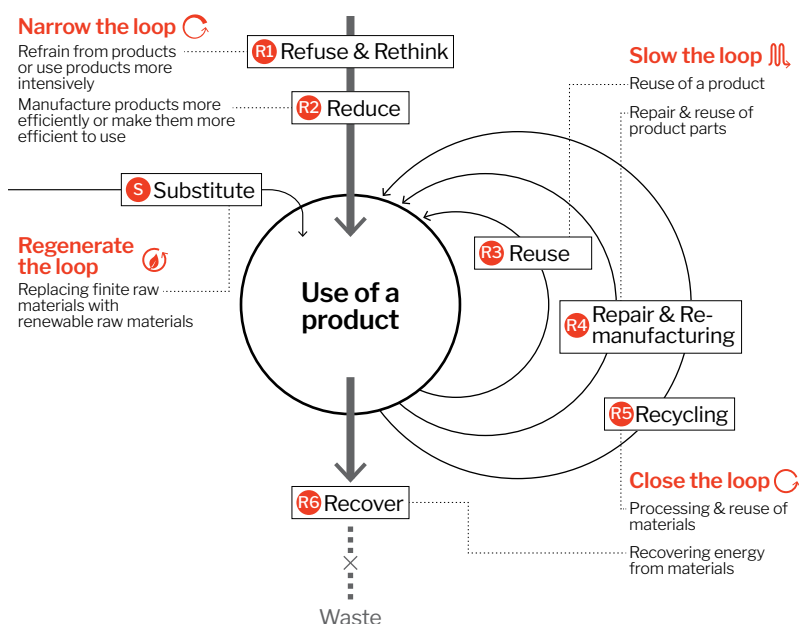 Narrow the loop
Refrain from products
or use products more
intensively
Manufacture products more
efficiently or make them more
efficient to use
R1 Refuse & Rethink
R2 Reduce
Slow the loop
Reuse of a product
Repair & reuse of
product parts
S Substitute
Regenerate
the loop
Replacing finite raw
materials with
renewable raw materials
Use of a
product
R3 Reuse
R4 Repair & Re-
manufacturing
R5 Recycling
Close the loop
Processing & reuse of
materials
Recovering energy
from materials
R6 Recover
Waste